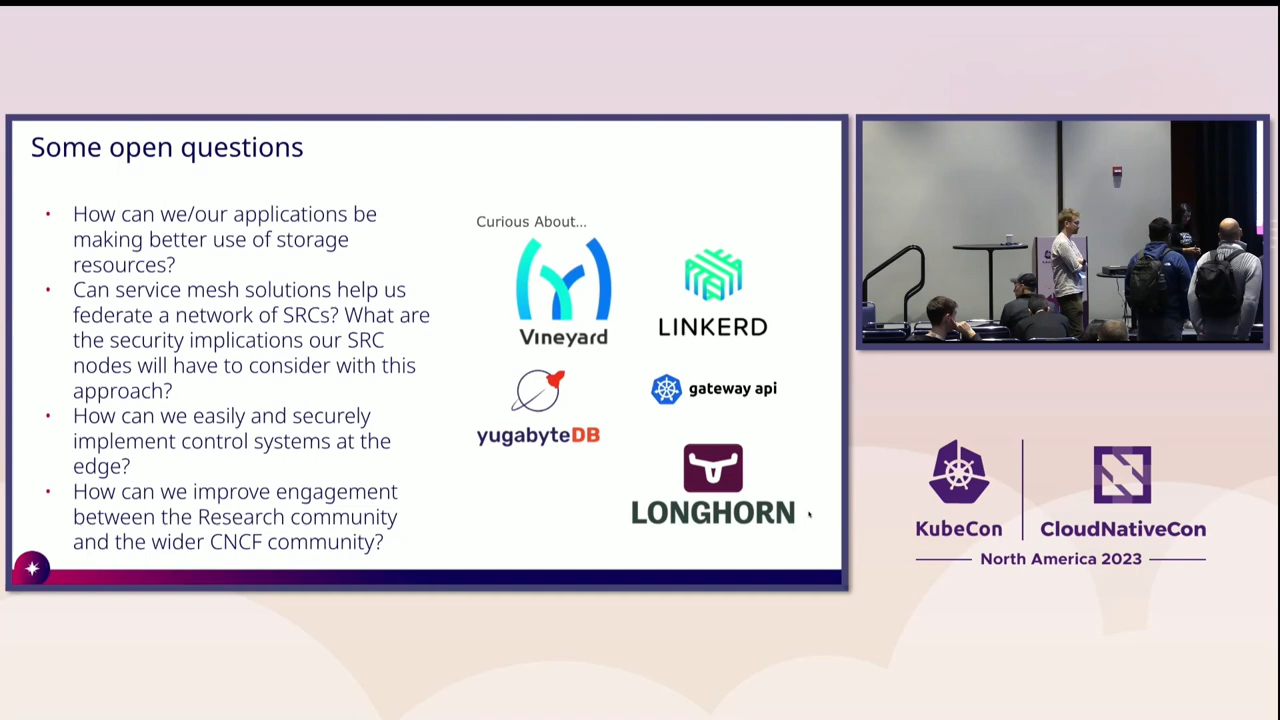 Some open questions
• How can we/our applications be
making better use of storage
resources?
• Can service mesh solutions help us
federate a network of SRCs? What are
the security implications our SRC
nodes will have to consider with this
approach?
• How can we easily and securely
implement control systems at the
edge?
• How can we improve engagement
between the Research community
and the wider CNCF community?
Curious About...
Vineyard
LINKERD
yugabyteDB
gateway api
LONGHORN
KubeCon
CloudNativeCon
North America 2023